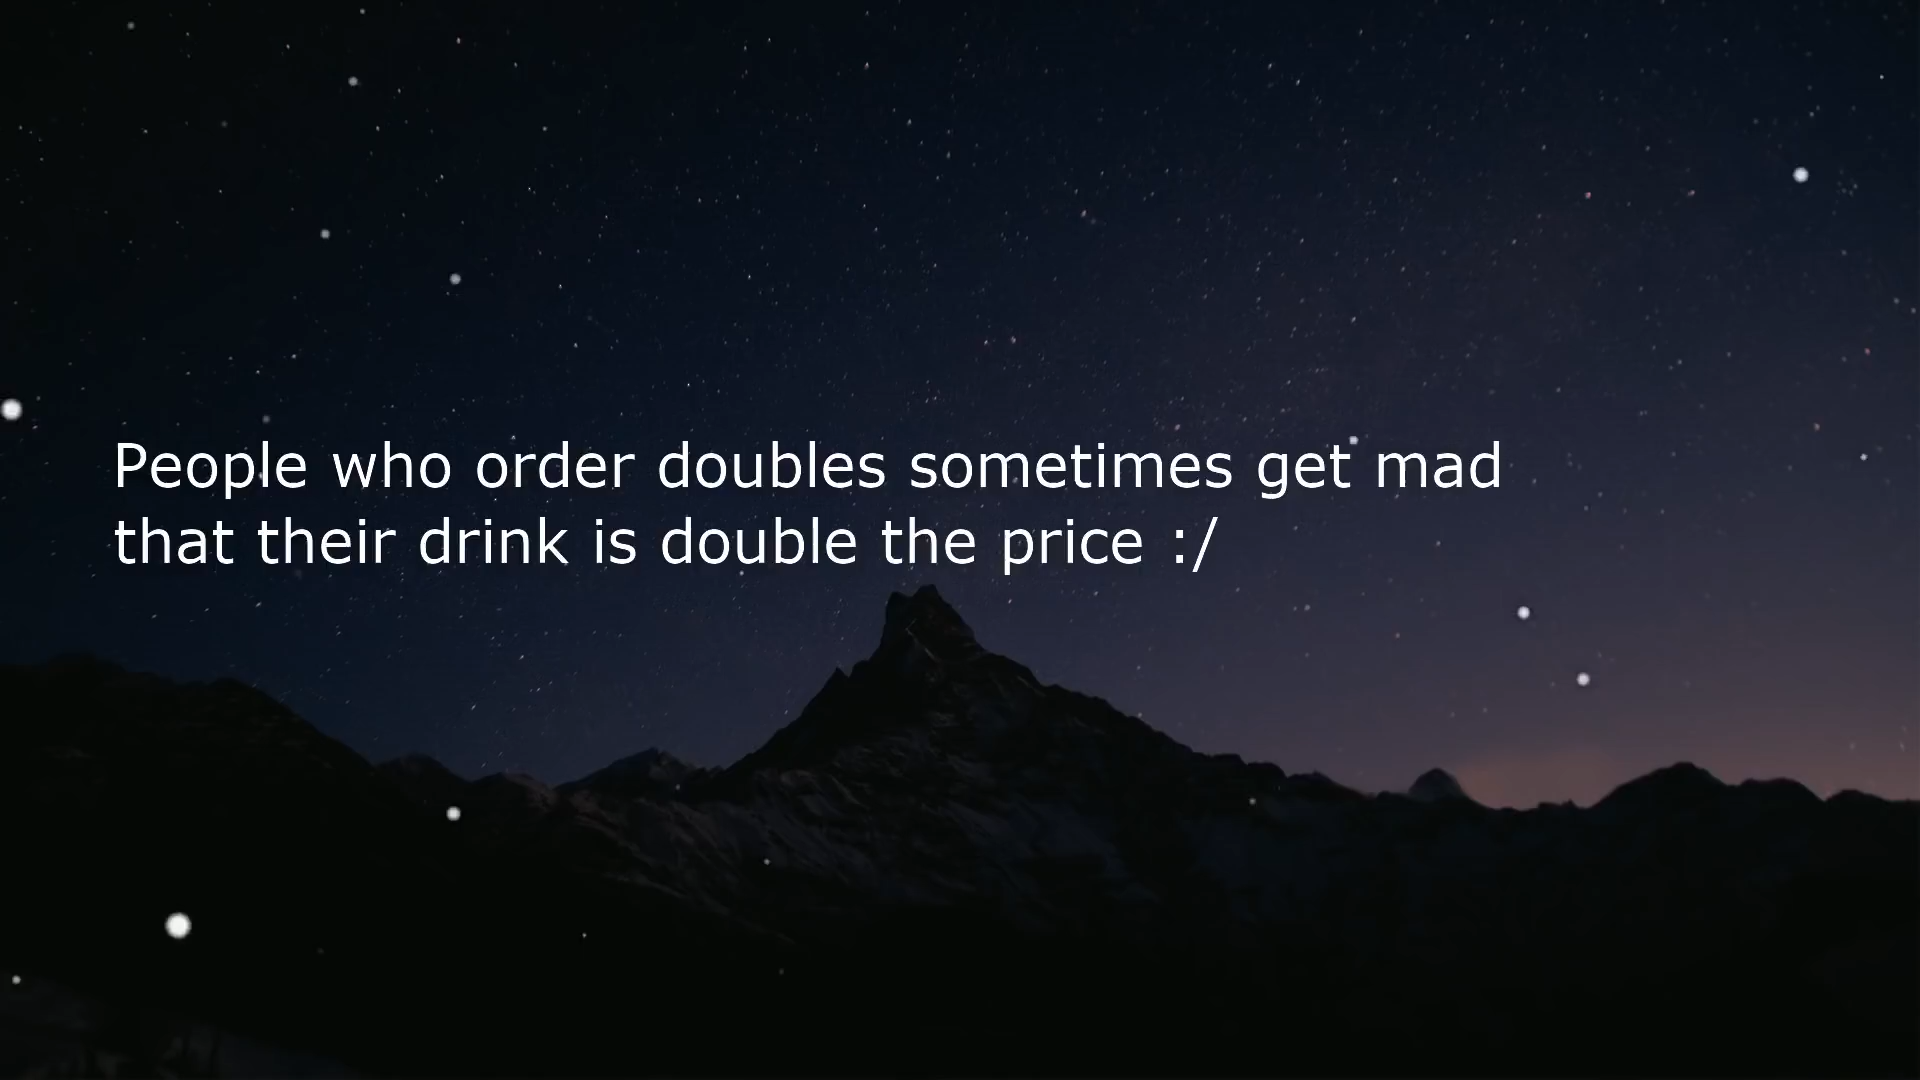 People who order doubles sometimes get mad
that their drink is double the price :/